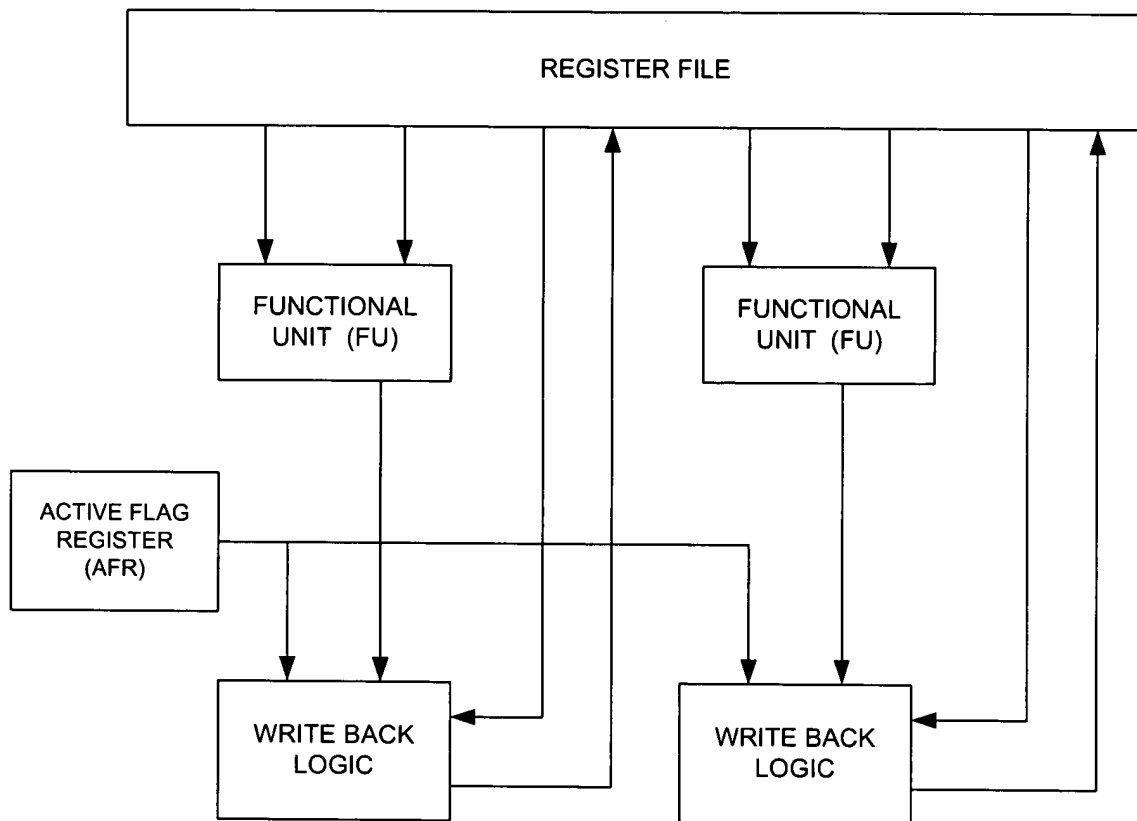 REGISTER FILE
FUNCTIONAL
UNIT (FU)
FUNCTIONAL
UNIT (FU)
ACTIVE FLAG
REGISTER
(AFR)
WRITE BACK
LOGIC
WRITE BACK
LOGIC